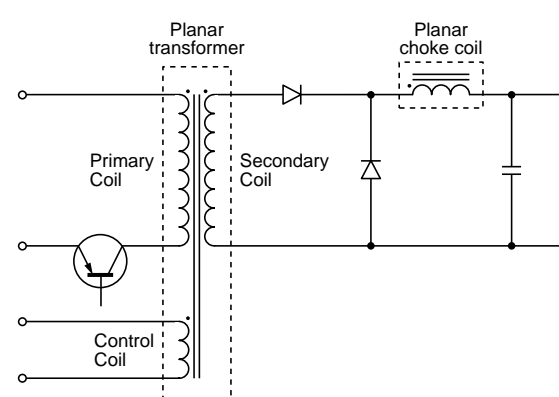 Planar
transformer
Planar
choke coil
Primary
Coil
Secondary
Coil
Control
Coil